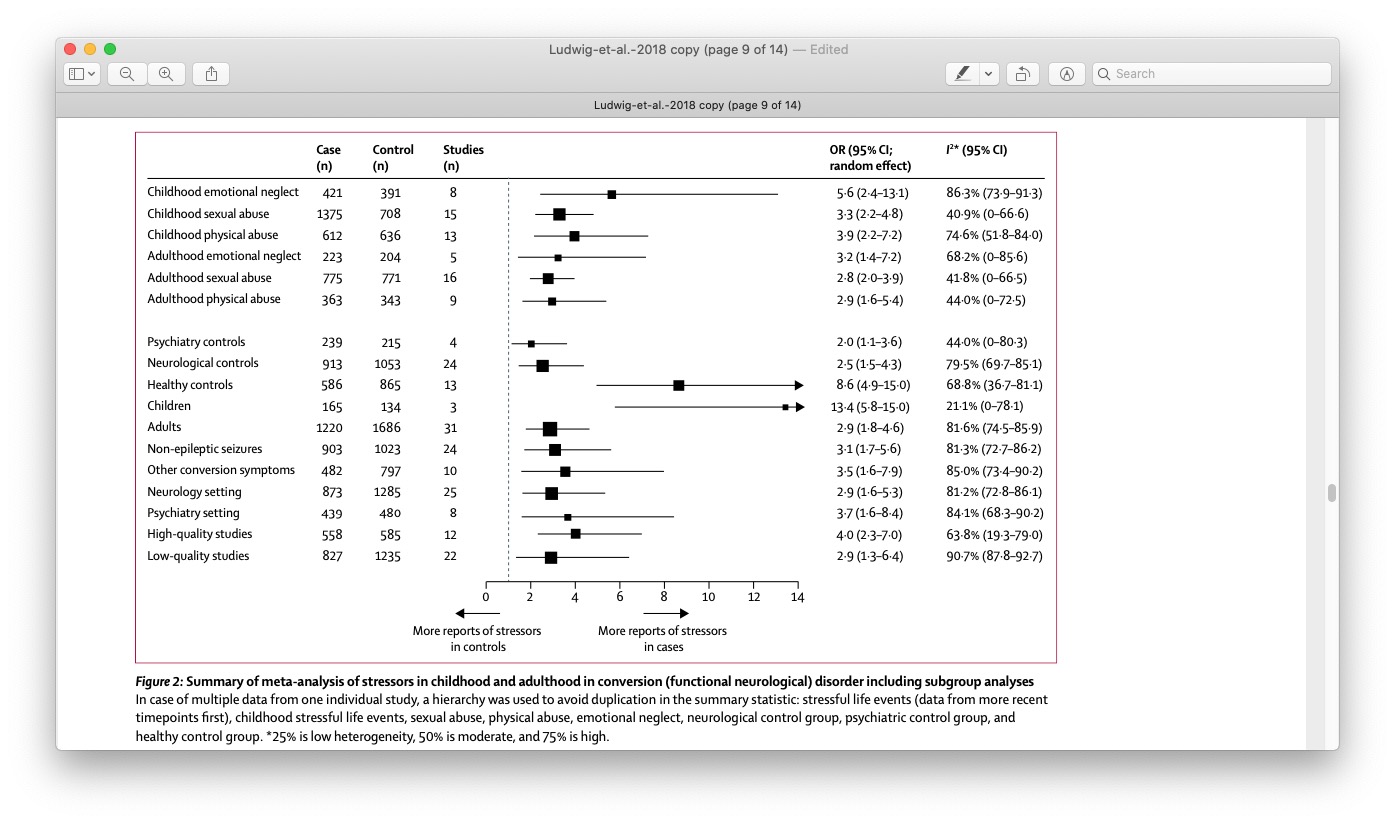 Ludwig-et-al.-2018 copy (page 9 of 14) — Edited
Search
Ludwig-et-al.-2018 copy (page 9 of 14)
Case (n) Control (n) Studies (n) OR (95% CI; random effect) I²* (95% CI)
Childhood emotional neglect 421 391 8 5·6 (2·4–13·1) 86·3% (73·9–91·3)
Childhood sexual abuse 1375 708 15 3·3 (2·2–4·8) 40·9% (0–66·6)
Childhood physical abuse 612 636 13 3·9 (2·2–7·2) 74·6% (51·8–84·0)
Adulthood emotional neglect 223 204 5 3·2 (1·4–7·2) 68·2% (0–85·6)
Adulthood sexual abuse 775 771 16 2·8 (2·0–3·9) 41·8% (0–66·5)
Adulthood physical abuse 363 343 9 2·9 (1·6–5·4) 44·0% (0–72·5)
Psychiatry controls 239 215 4 2·0 (1·1–3·6) 44·0% (0–80·3)
Neurological controls 913 1053 24 2·5 (1·5–4·3) 79·5% (69·7–85·1)
Healthy controls 586 865 13 8·6 (4·9–15·0) 68·8% (36·7–81·1)
Children 165 134 3 13·4 (5·8–15·0) 21·1% (0–78·1)
Adults 1220 1686 31 2·9 (1·8–4·6) 81·6% (74·5–85·9)
Non-epileptic seizures 903 1023 24 3·1 (1·7–5·6) 81·3% (72·7–86·2)
Other conversion symptoms 482 797 10 3·5 (1·6–7·9) 85·0% (73·4–90·2)
Neurology setting 873 1285 25 2·9 (1·6–5·3) 81·2% (72·8–86·1)
Psychiatry setting 439 480 8 3·7 (1·6–8·4) 84·1% (68·3–90·2)
High-quality studies 558 585 12 4·0 (2·3–7·0) 63·8% (19·3–79·0)
Low-quality studies 827 1235 22 2·9 (1·3–6·4) 90·7% (87·8–92·7)
0 2 4 6 8 10 12 14
More reports of stressors in controls
More reports of stressors in cases
Figure 2: Summary of meta-analysis of stressors in childhood and adulthood in conversion (functional neurological) disorder including subgroup analyses
In case of multiple data from one individual study, a hierarchy was used to avoid duplication in the summary statistic: stressful life events (data from more recent
timepoints first), childhood stressful life events, sexual abuse, physical abuse, emotional neglect, neurological control group, psychiatric control group, and
healthy control group. *25% is low heterogeneity, 50% is moderate, and 75% is high.